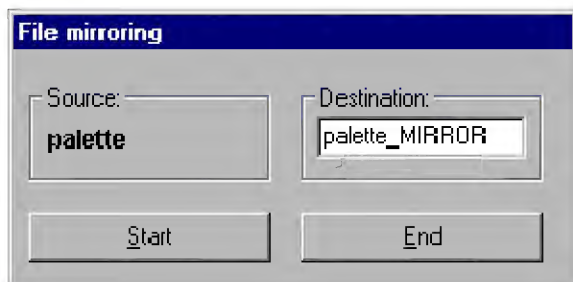 File mirroring
Source:
palette
Destination:
palette_MIRROR
Start
End